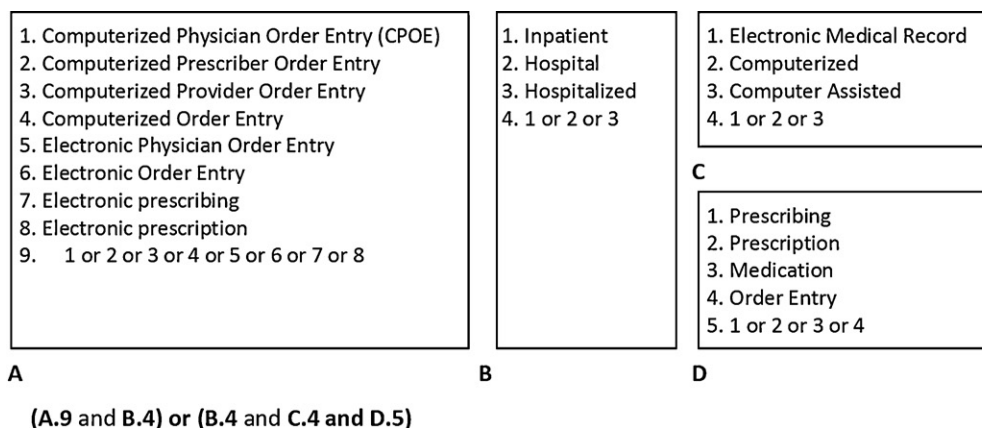 1. Computerized Physician Order Entry (CPOE)
2. Computerized Prescriber Order Entry
3. Computerized Provider Order Entry
4. Computerized Order Entry
5. Electronic Physician Order Entry
6. Electronic Order Entry
7. Electronic prescribing
8. Electronic prescription
9. 1 or 2 or 3 or 4 or 5 or 6 or 7 or 8
A
1. Inpatient
2. Hospital
3. Hospitalized
4. 1 or 2 or 3
B
1. Electronic Medical Record
2. Computerized
3. Computer Assisted
4. 1 or 2 or 3
C
1. Prescribing
2. Prescription
3. Medication
4. Order Entry
5. 1 or 2 or 3 or 4
D
(A.9 and B.4) or (B.4 and C.4 and D.5)